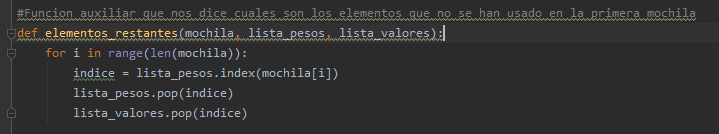 #Funcion auxiliar que nos dice cuales son los elementos que no se han usado en la primera mochila
def elementos_restantes(mochila, lista_pesos, lista_valores):
    for i in range(len(mochila)):
        indice = lista_pesos.index(mochila[i])
        lista_pesos.pop(indice)
        lista_valores.pop(indice)